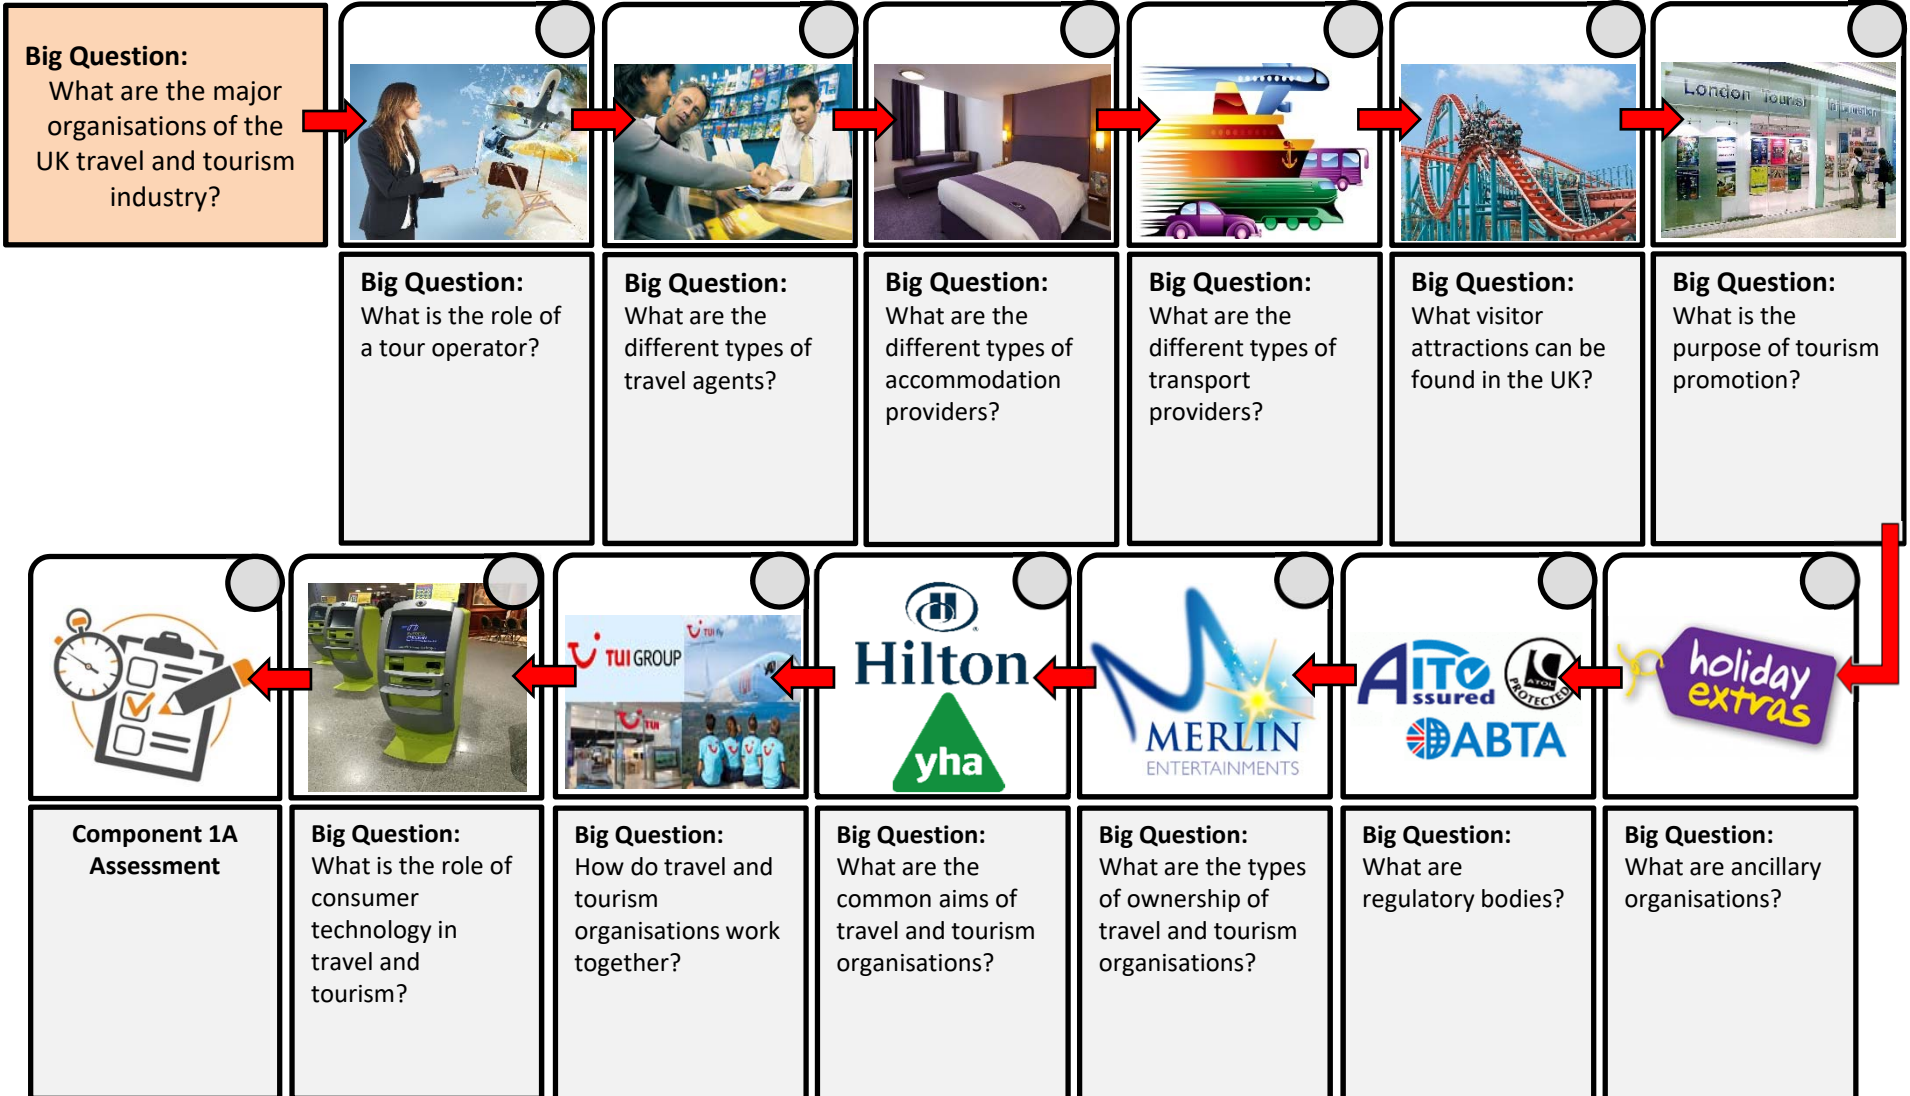 Big Question:
What are the major
organisations of the
UK travel and tourism
industry?
London Tourist Information
Big Question:
What is the role of
a tour operator?
Big Question:
What are the
different types of
travel agents?
Big Question:
What are the
different types of
accommodation
providers?
Big Question:
What are the
different types of
transport
providers?
Big Question:
What visitor
attractions can be
found in the UK?
Big Question:
What is the
purpose of tourism
promotion?
holiday
extras
AITO
Assured
ATOL
PROTECTED
ABTA
MERLIN
ENTERTAINMENTS
H
Hilton
yha
TUI GROUP
TUI fly
TUI
Big Question:
What are ancillary
organisations?
Big Question:
What are
regulatory bodies?
Big Question:
What are the types
of ownership of
travel and tourism
organisations?
Big Question:
What are the
common aims of
travel and tourism
organisations?
Big Question:
How do travel and
tourism
organisations work
together?
Big Question:
What is the role of
consumer
technology in
travel and
tourism?
Component 1A
Assessment